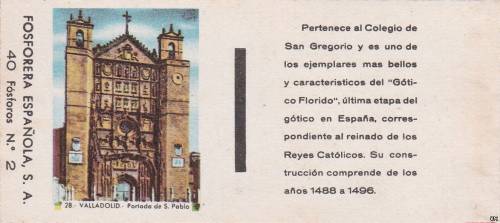 FOSFORERA ESPAÑOLA, S. A.
40 Fósforos N.º 2
28.- VALLADOLID.- Portada de S. Pablo
Pertenece al Colegio de
San Gregorio y es uno de
los ejemplares mas bellos
y caracteristicos del "Góti-
co Florido", última etapa del
gótico en España, corres-
pondiente al reinado de los
Reyes Católicos. Su cons-
trucción comprende de los
años 1488 a 1496.